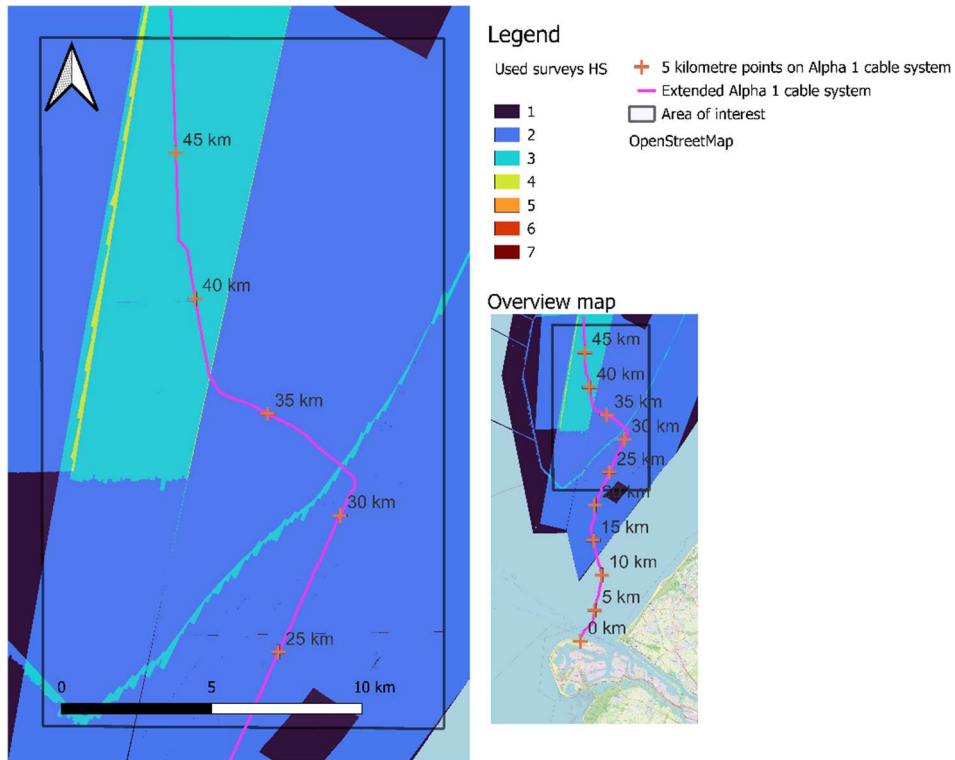 45 km
40 km
35 km
30 km
25 km
0 5 10 km
Legend
Used surveys HS
1
2
3
4
5
6
7
5 kilometre points on Alpha 1 cable system
Extended Alpha 1 cable system
Area of interest
OpenStreetMap
Overview map
45 km
40 km
35 km
30 km
25 km
20 km
15 km
10 km
5 km
0 km